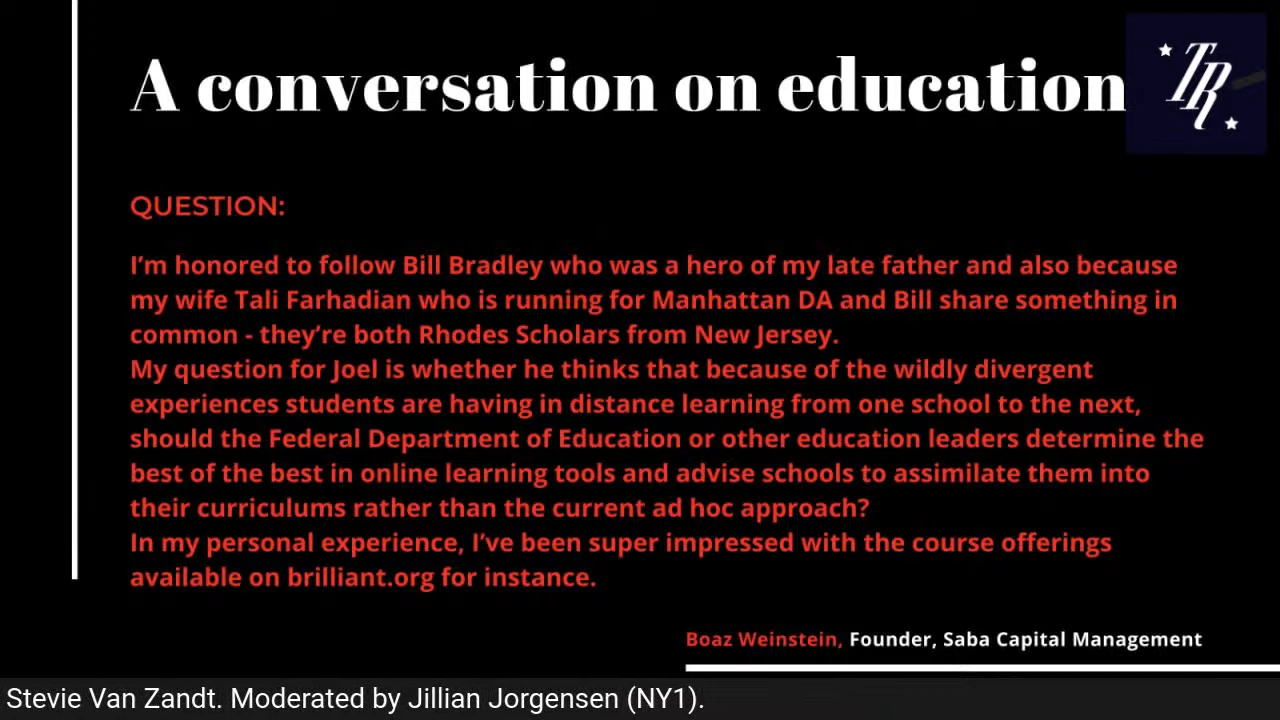 A conversation on education
TR
QUESTION:
I’m honored to follow Bill Bradley who was a hero of my late father and also because
my wife Tali Farhadian who is running for Manhattan DA and Bill share something in
common - they’re both Rhodes Scholars from New Jersey.
My question for Joel is whether he thinks that because of the wildly divergent
experiences students are having in distance learning from one school to the next,
should the Federal Department of Education or other education leaders determine the
best of the best in online learning tools and advise schools to assimilate them into
their curriculums rather than the current ad hoc approach?
In my personal experience, I’ve been super impressed with the course offerings
available on brilliant.org for instance.
Boaz Weinstein, Founder, Saba Capital Management
Stevie Van Zandt. Moderated by Jillian Jorgensen (NY1).